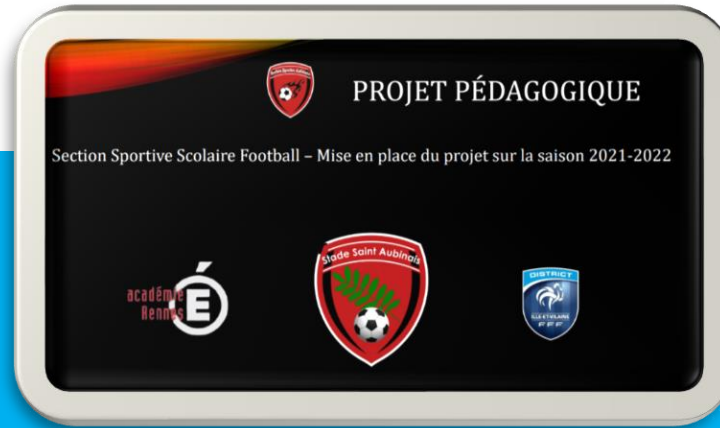 PROJET PÉDAGOGIQUE
Section Sportive Scolaire Football – Mise en place du projet sur la saison 2021-2022
académie
Rennes
É
Stade Saint Aubinais
DISTRICT
ILLE-ET-VILAINE
FFF